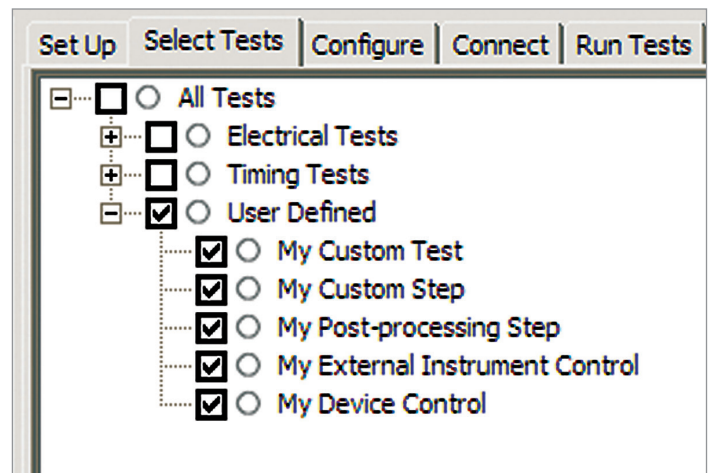 Set Up Select Tests Configure Connect Run Tests
All Tests
Electrical Tests
Timing Tests
User Defined
My Custom Test
My Custom Step
My Post-processing Step
My External Instrument Control
My Device Control